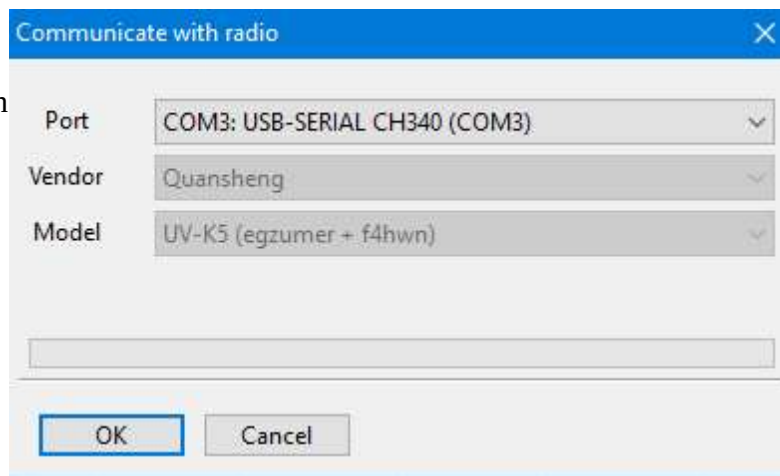 Communicate with radio
Port COM3: USB-SERIAL CH340 (COM3)
Vendor Quansheng
Model UV-K5 (egzumer + f4hwn)
OK Cancel